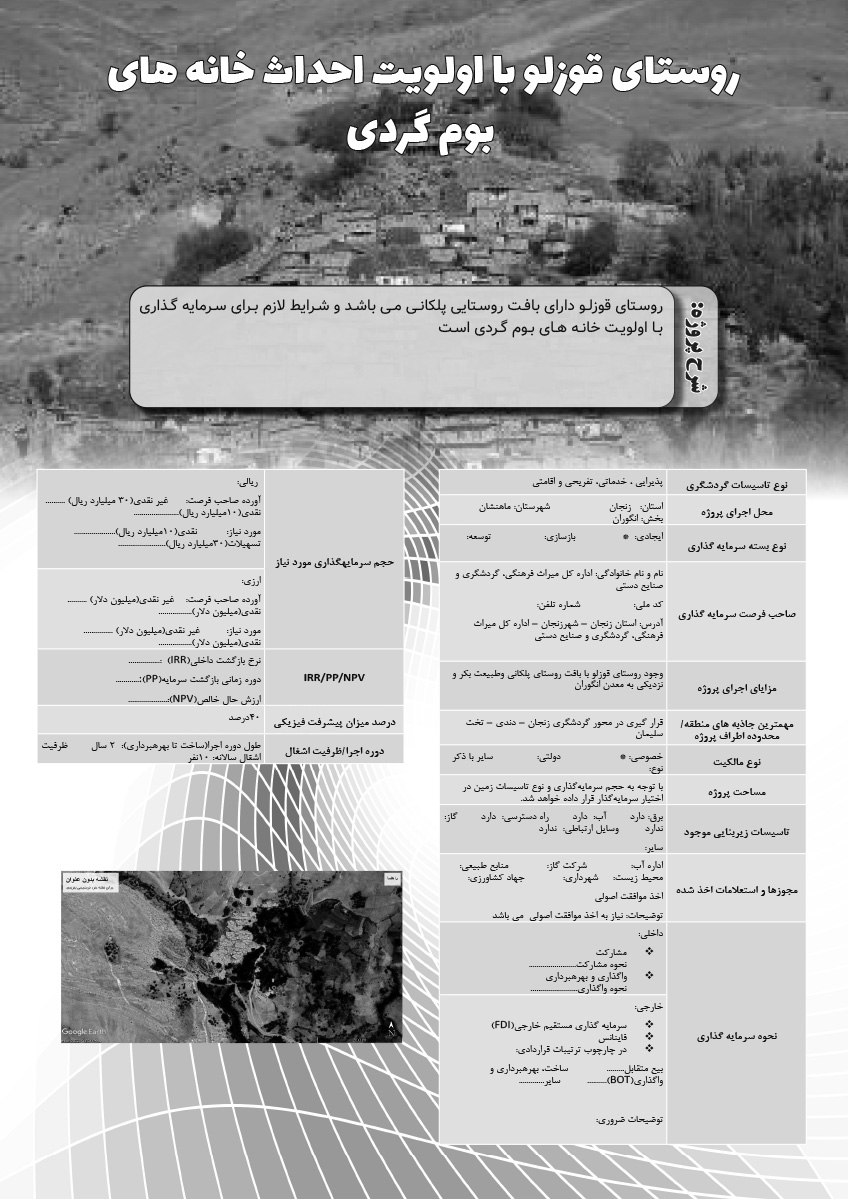 روستای قوزلو با اولویت احداث خانه های
بوم گردی
شرح پروژه:
روستای قوزلو دارای بافت روستایی پلکانی می باشد و شرایط لازم برای سرمایه گذاری
با اولویت خانه های بوم گردی است
نوع تاسیسات گردشگری
پذیرایی ، خدماتی، تفریحی و اقامتی
محل اجرای پروژه
استان: زنجان شهرستان: ماهنشان
بخش: انگوران
نوع بسته سرمایه گذاری
ایجادی: * بازسازی: توسعه:
صاحب فرصت سرمایه گذاری
نام و نام خانوادگی: اداره کل میراث فرهنگی، گردشگری و
صنایع دستی
کد ملی: شماره تلفن:
آدرس: استان زنجان – شهرزنجان – اداره کل میراث
فرهنگی، گردشگری و صنایع دستی
مزایای اجرای پروژه
وجود روستای قوزلو با بافت روستای پلکانی وطبیعت بکر و
نزدیکی به معدن انگوران
مهمترین جاذبه های منطقه/
محدوده اطراف پروژه
قرار گیری در محور گردشگری زنجان – دندی – تخت
سلیمان
نوع مالکیت
خصوصی: * دولتی: سایر با ذکر
نوع:
مساحت پروژه
با توجه به حجم سرمایه‌گذاری و نوع تاسیسات زمین در
اختیار سرمایه‌گذار قرار داده خواهد شد.
تاسیسات زیربنایی موجود
برق: دارد آب: دارد راه دسترسی: دارد گاز:
ندارد وسایل ارتباطی: ندارد
سایر:
مجوزها و استعلامات اخذ شده
اداره آب: شرکت گاز: منابع طبیعی:
محیط زیست: شهرداری: جهاد کشاورزی:
اخذ موافقت اصولی
توضیحات: نیاز به اخذ موافقت اصولی می باشد
نحوه سرمایه گذاری
داخلی:
❖ مشارکت
نحوه مشارکت......................
❖ واگذاری و بهرهبرداری
نحوه واگذاری......................
خارجی:
❖ سرمایه گذاری مستقیم خارجی(FDI)
❖ فاینانس
❖ در چارچوب ترتیبات قراردادی:
بیع متقابل........ ساخت، بهرهبرداری و
واگذاری(BOT)......... سایر............
توضیحات ضروری:
حجم سرمایهگذاری مورد نیاز
ریالی:
آورده صاحب فرصت: غیر نقدی(۳۰ میلیارد ریال) .........
نقدی(۱۰میلیارد ریال)......................
مورد نیاز: نقدی(۱۰میلیارد ریال)....................
تسهیلات(۳۰میلیارد ریال)......................
ارزی:
آورده صاحب فرصت: غیر نقدی(میلیون دلار) .........
نقدی(میلیون دلار)................
مورد نیاز: غیر نقدی(میلیون دلار) ..............
نقدی(میلیون دلار)................
IRR/PP/NPV
نرخ بازگشت داخلی(IRR) :...............
دوره زمانی بازگشت سرمایه(PP):...........
ارزش حال خالص(NPV):...................
درصد میزان پیشرفت فیزیکی
۴۰درصد
دوره اجرا/ظرفیت اشغال
طول دوره اجرا(ساخت تا بهرهبرداری): ۲ سال ظرفیت
اشغال سالانه: ۱۰نفر
نقشه بدون عنوان
Google Earth
N